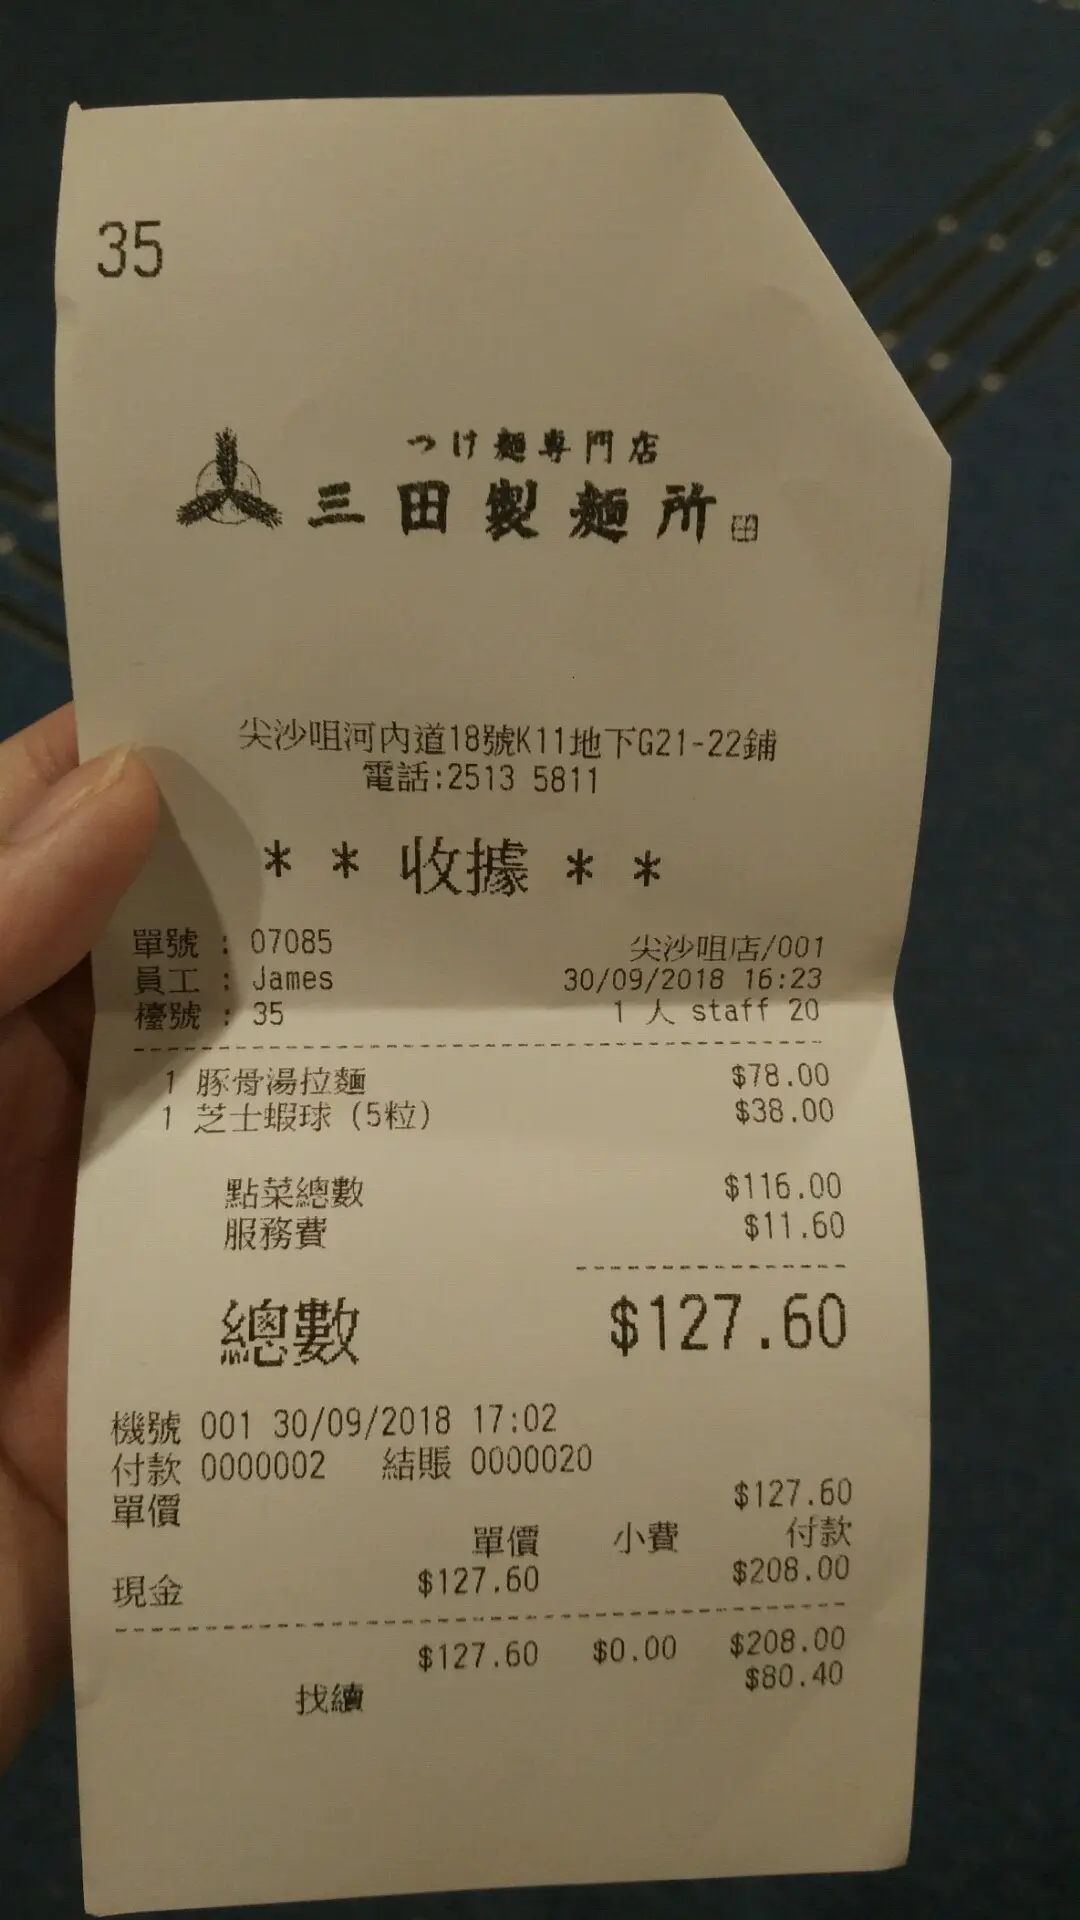 35
つけ麺専門店
三田製麺所
尖沙咀河內道18號K11地下G21-22鋪
電話:2513 5811
* * 收據 * *
單號 : 07085 尖沙咀店/001
員工 : James 30/09/2018 16:23
檯號 : 35 1 人 staff 20
1 豚骨湯拉麵 $78.00
1 芝士蝦球 (5粒) $38.00
點菜總數 $116.00
服務費 $11.60
總數 $127.60
機號 001 30/09/2018 17:02
付款 0000002 結賬 0000020
單價 $127.60
單價 小費 付款
現金 $127.60 $208.00
$127.60 $0.00 $208.00
找續 $80.40